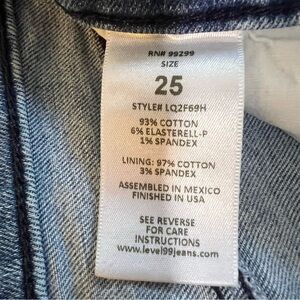 RN# 99299
SIZE
25
STYLE# LQ2F69H
93% COTTON
6% ELASTERELL-P
1% SPANDEX
LINING: 97% COTTON
3% SPANDEX
ASSEMBLED IN MEXICO
FINISHED IN USA
SEE REVERSE
FOR CARE
INSTRUCTIONS
www.level99jeans.com